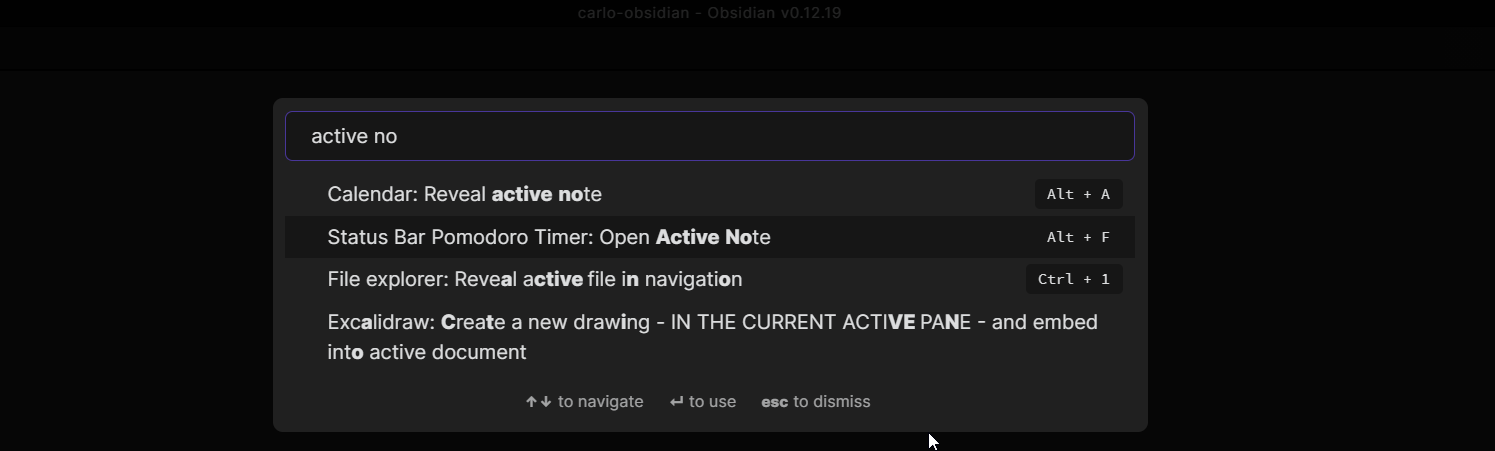 carlo-obsidian - Obsidian v0.12.19
active no
Calendar: Reveal active note Alt + A
Status Bar Pomodoro Timer: Open Active Note Alt + F
File explorer: Reveal active file in navigation Ctrl + 1
Excalidraw: Create a new drawing - IN THE CURRENT ACTIVE PANE - and embed
into active document
↑↓ to navigate ↵ to use esc to dismiss